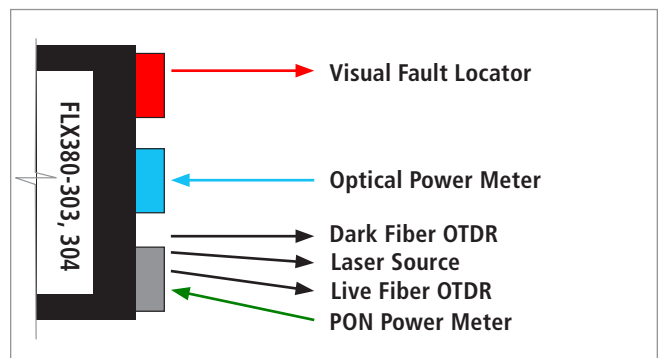 FLX380-303, 304
Visual Fault Locator
Optical Power Meter
Dark Fiber OTDR
Laser Source
Live Fiber OTDR
PON Power Meter